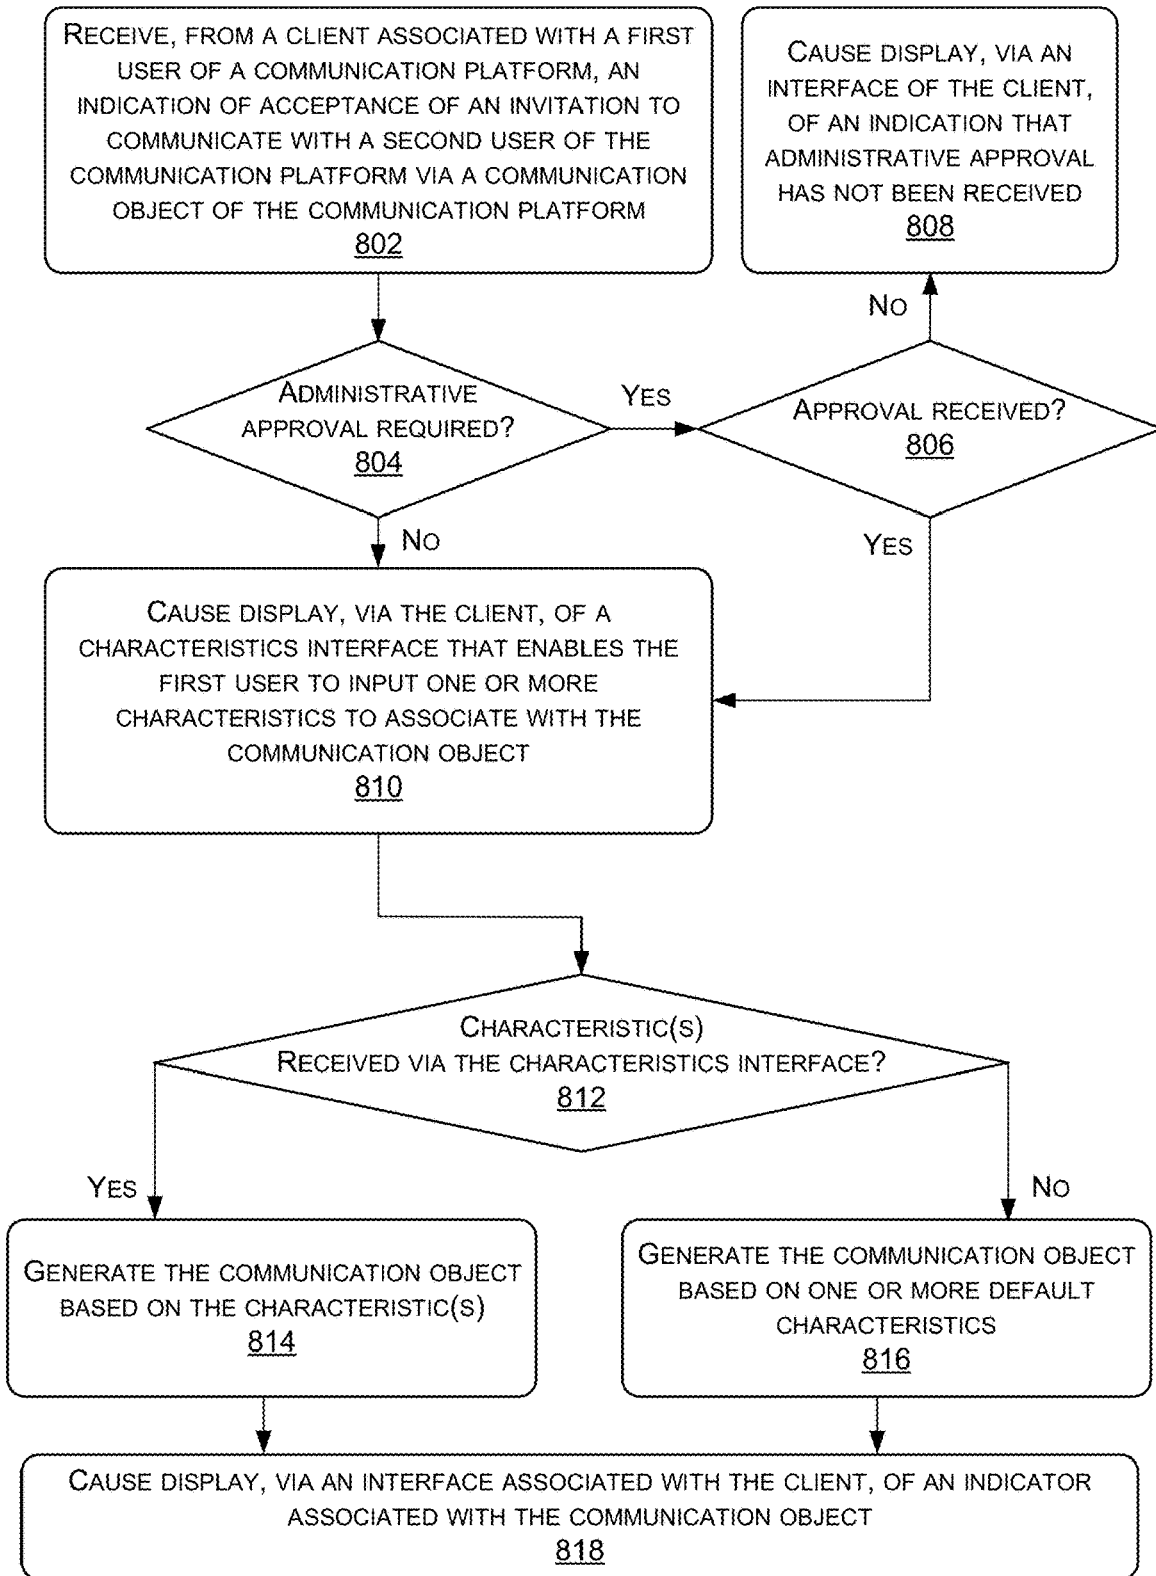 RECEIVE, FROM A CLIENT ASSOCIATED WITH A FIRST
USER OF A COMMUNICATION PLATFORM, AN
INDICATION OF ACCEPTANCE OF AN INVITATION TO
COMMUNICATE WITH A SECOND USER OF THE
COMMUNICATION PLATFORM VIA A COMMUNICATION
OBJECT OF THE COMMUNICATION PLATFORM
802
CAUSE DISPLAY, VIA AN
INTERFACE OF THE CLIENT,
OF AN INDICATION THAT
ADMINISTRATIVE APPROVAL
HAS NOT BEEN RECEIVED
808
NO
ADMINISTRATIVE
APPROVAL REQUIRED?
804
YES
APPROVAL RECEIVED?
806
NO
YES
CAUSE DISPLAY, VIA THE CLIENT, OF A
CHARACTERISTICS INTERFACE THAT ENABLES THE
FIRST USER TO INPUT ONE OR MORE
CHARACTERISTICS TO ASSOCIATE WITH THE
COMMUNICATION OBJECT
810
CHARACTERISTIC(S)
RECEIVED VIA THE CHARACTERISTICS INTERFACE?
812
YES
NO
GENERATE THE COMMUNICATION OBJECT
BASED ON THE CHARACTERISTIC(S)
814
GENERATE THE COMMUNICATION OBJECT
BASED ON ONE OR MORE DEFAULT
CHARACTERISTICS
816
CAUSE DISPLAY, VIA AN INTERFACE ASSOCIATED WITH THE CLIENT, OF AN INDICATOR
ASSOCIATED WITH THE COMMUNICATION OBJECT
818